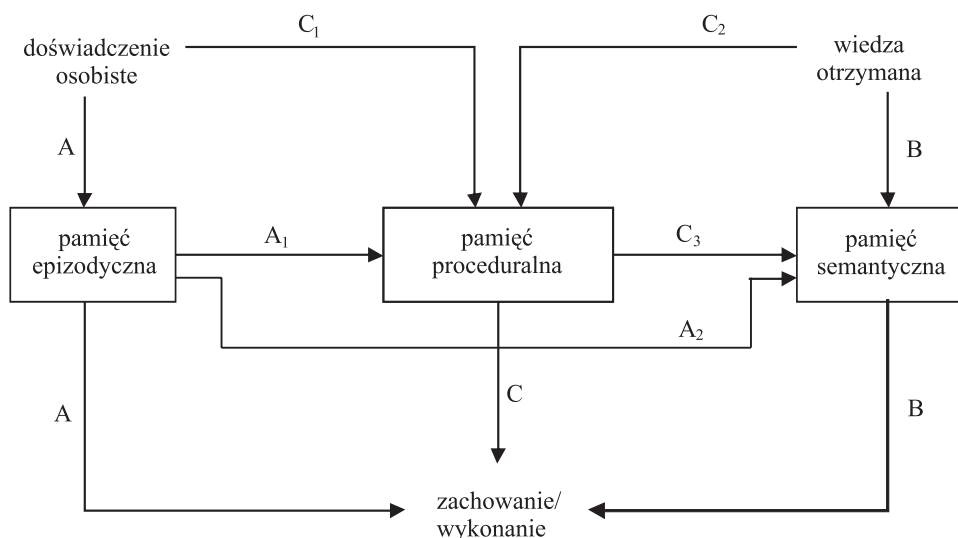 C₁
C₂
doświadczenie
osobiste
wiedza
otrzymana
A
B
pamięć
epizodyczna
A₁
pamięć
proceduralna
C₃
pamięć
semantyczna
A₂
A
C
B
zachowanie/
wykonanie